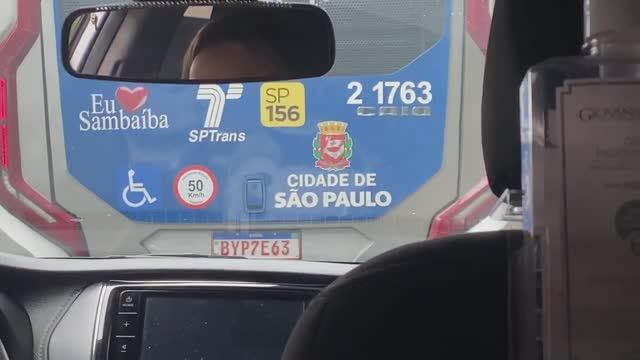 Eu
Sambaíba
SPTrans
SP
156
2 1763
CAIO
50
Km/h
CIDADE DE
SÃO PAULO
BYP7E63